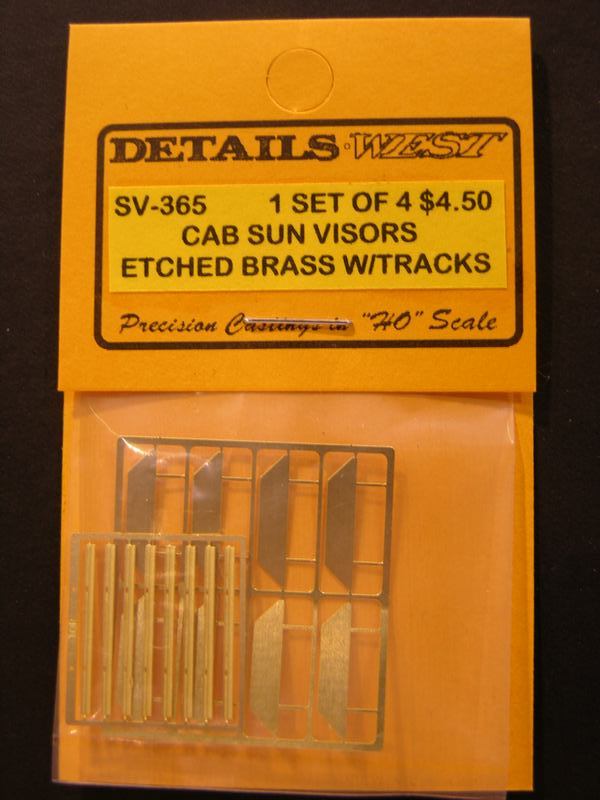 DETAILS WEST
SV-365 1 SET OF 4 $4.50
CAB SUN VISORS
ETCHED BRASS W/TRACKS
Precision Castings in "HO" Scale